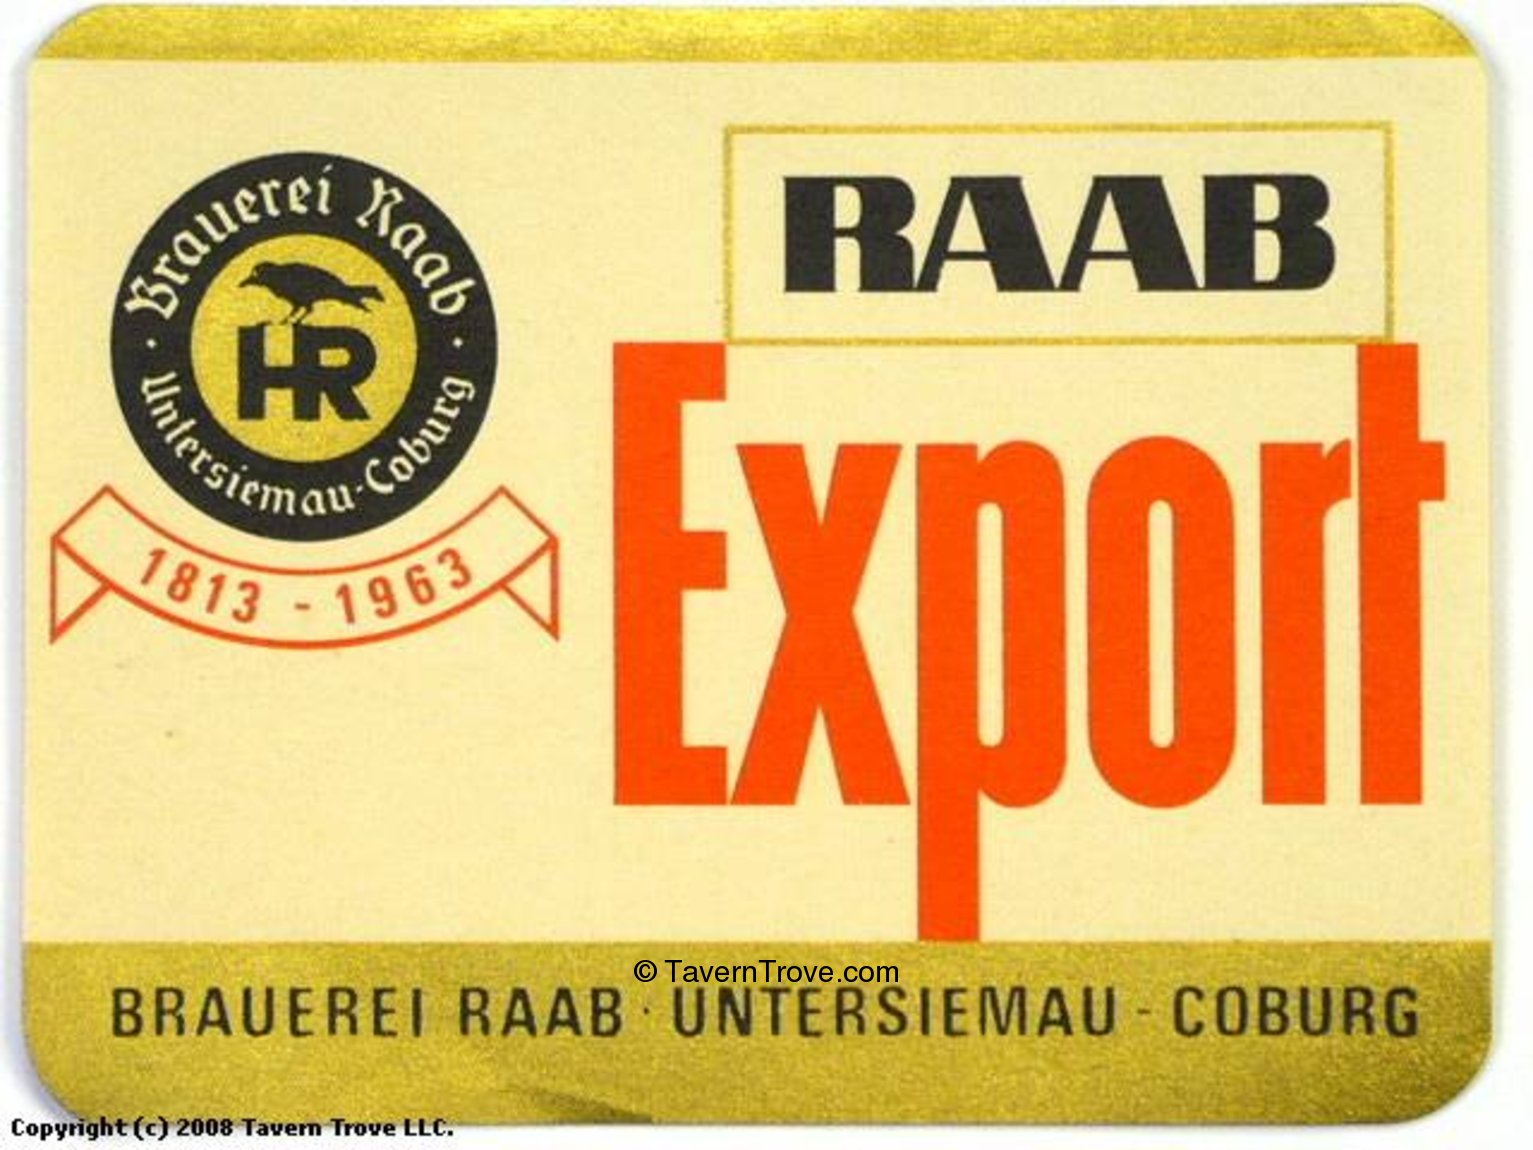 Brauerei Raab
HR
· Untersiemau-Coburg ·
1813 - 1963
RAAB
Export
© TavernTrove.com
BRAUEREI RAAB · UNTERSIEMAU - COBURG
Copyright (c) 2008 Tavern Trove LLC.